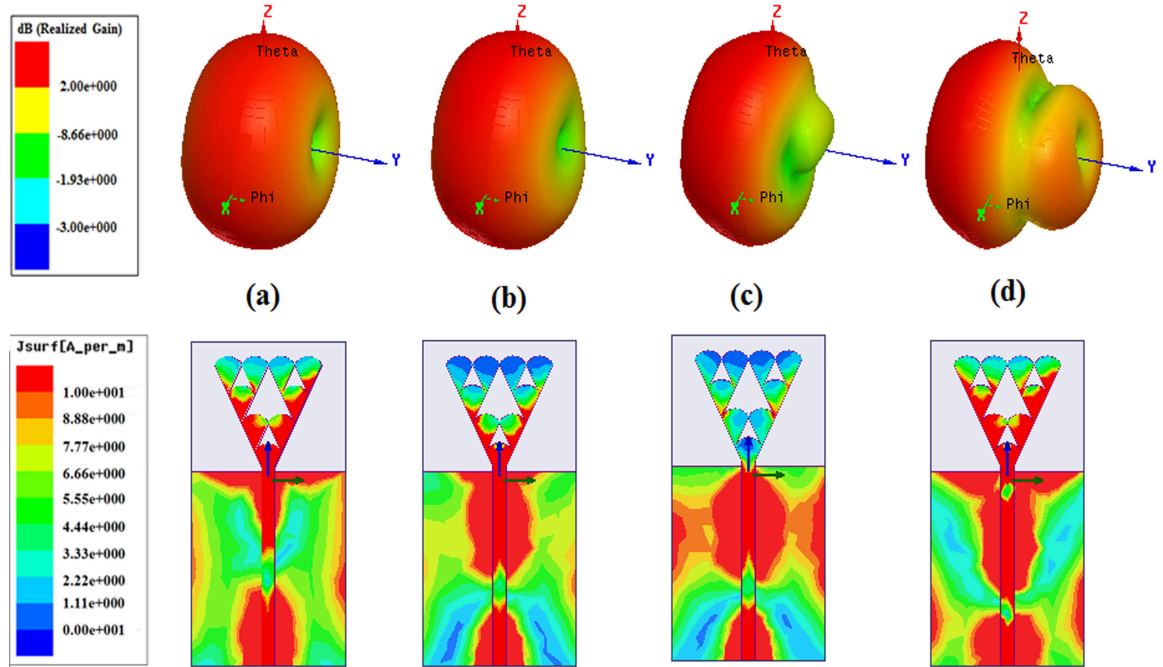 dB (Realized Gain)
2.00e+000
-8.66e+000
-1.93e+000
-3.00e+000
Z
Theta
Y
X
Phi
Z
Theta
Y
X
Phi
Z
Theta
Y
X
Phi
Z
Theta
Y
X
Phi
(a)
(b)
(c)
(d)
Jsurf[A_per_m]
1.00e+001
8.88e+000
7.77e+000
6.66e+000
5.55e+000
4.44e+000
3.33e+000
2.22e+000
1.11e+000
0.00e+001